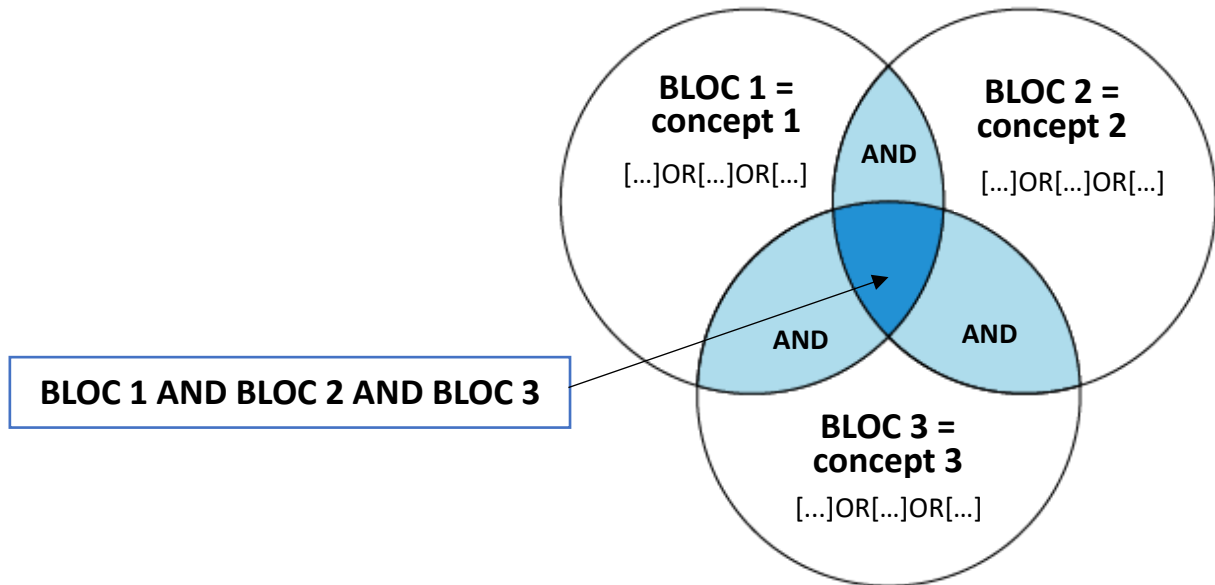 BLOC 1 =
concept 1
[...]OR[...]OR[...]
BLOC 2 =
concept 2
[...]OR[...]OR[...]
AND
AND
AND
BLOC 1 AND BLOC 2 AND BLOC 3
BLOC 3 =
concept 3
[...]OR[...]OR[...]